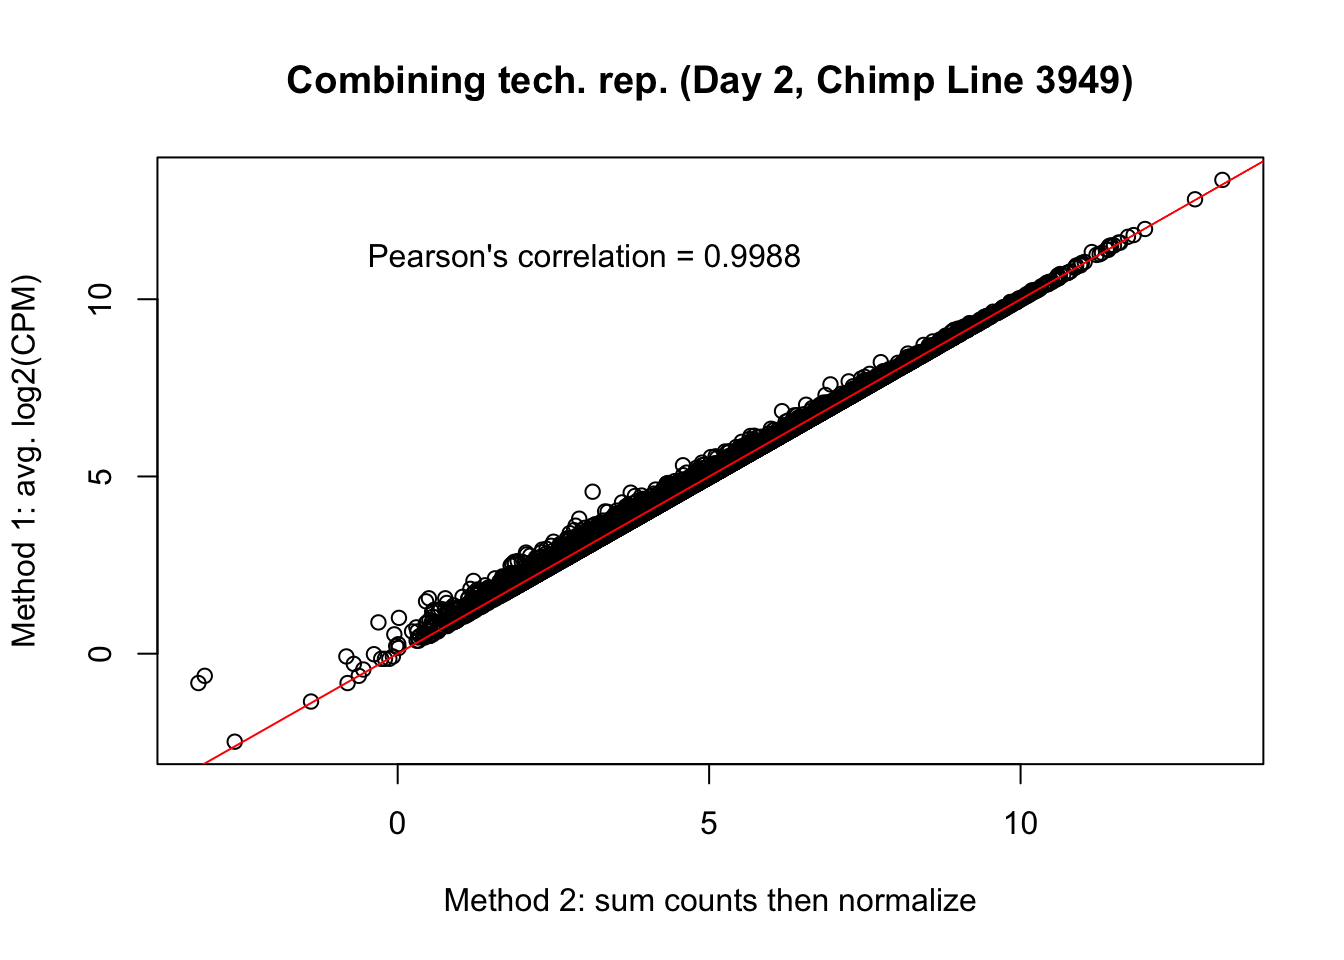 Combining tech. rep. (Day 2, Chimp Line 3949)
Pearson's correlation = 0.9988
Method 1: avg. log2(CPM)
10
5
0
0 5 10
Method 2: sum counts then normalize